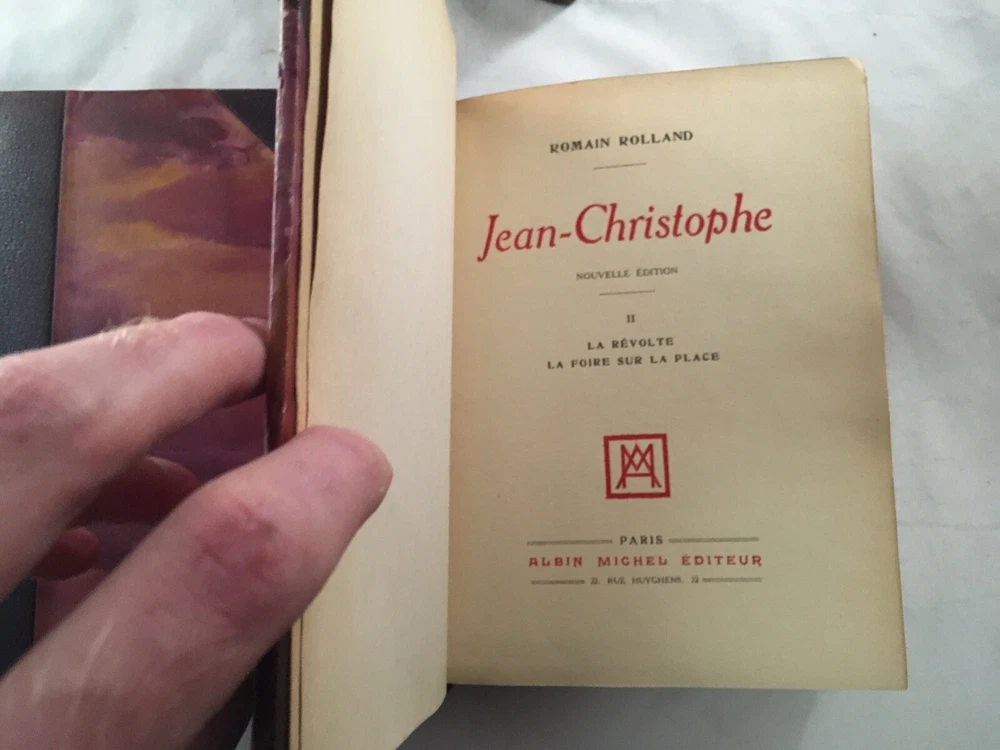 ROMAIN ROLLAND
Jean-Christophe
NOUVELLE ÉDITION
II
LA RÉVOLTE
LA FOIRE SUR LA PLACE
AM
PARIS
ALBIN MICHEL ÉDITEUR
22, RUE HUYGHENS, 22